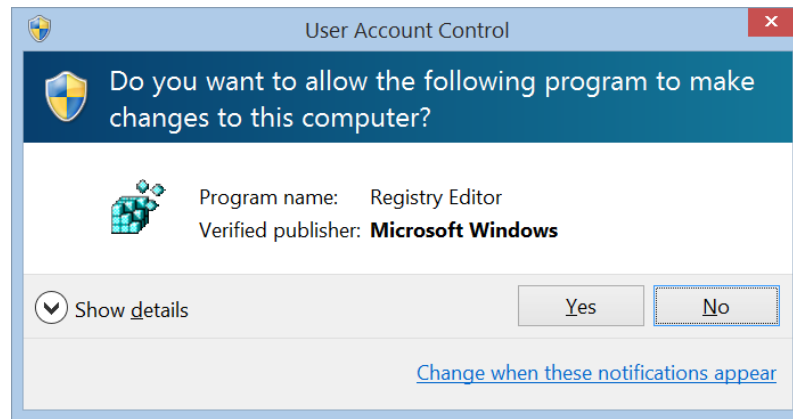 User Account Control
Do you want to allow the following program to make
changes to this computer?
Program name: Registry Editor
Verified publisher: Microsoft Windows
Show details
Yes
No
Change when these notifications appear